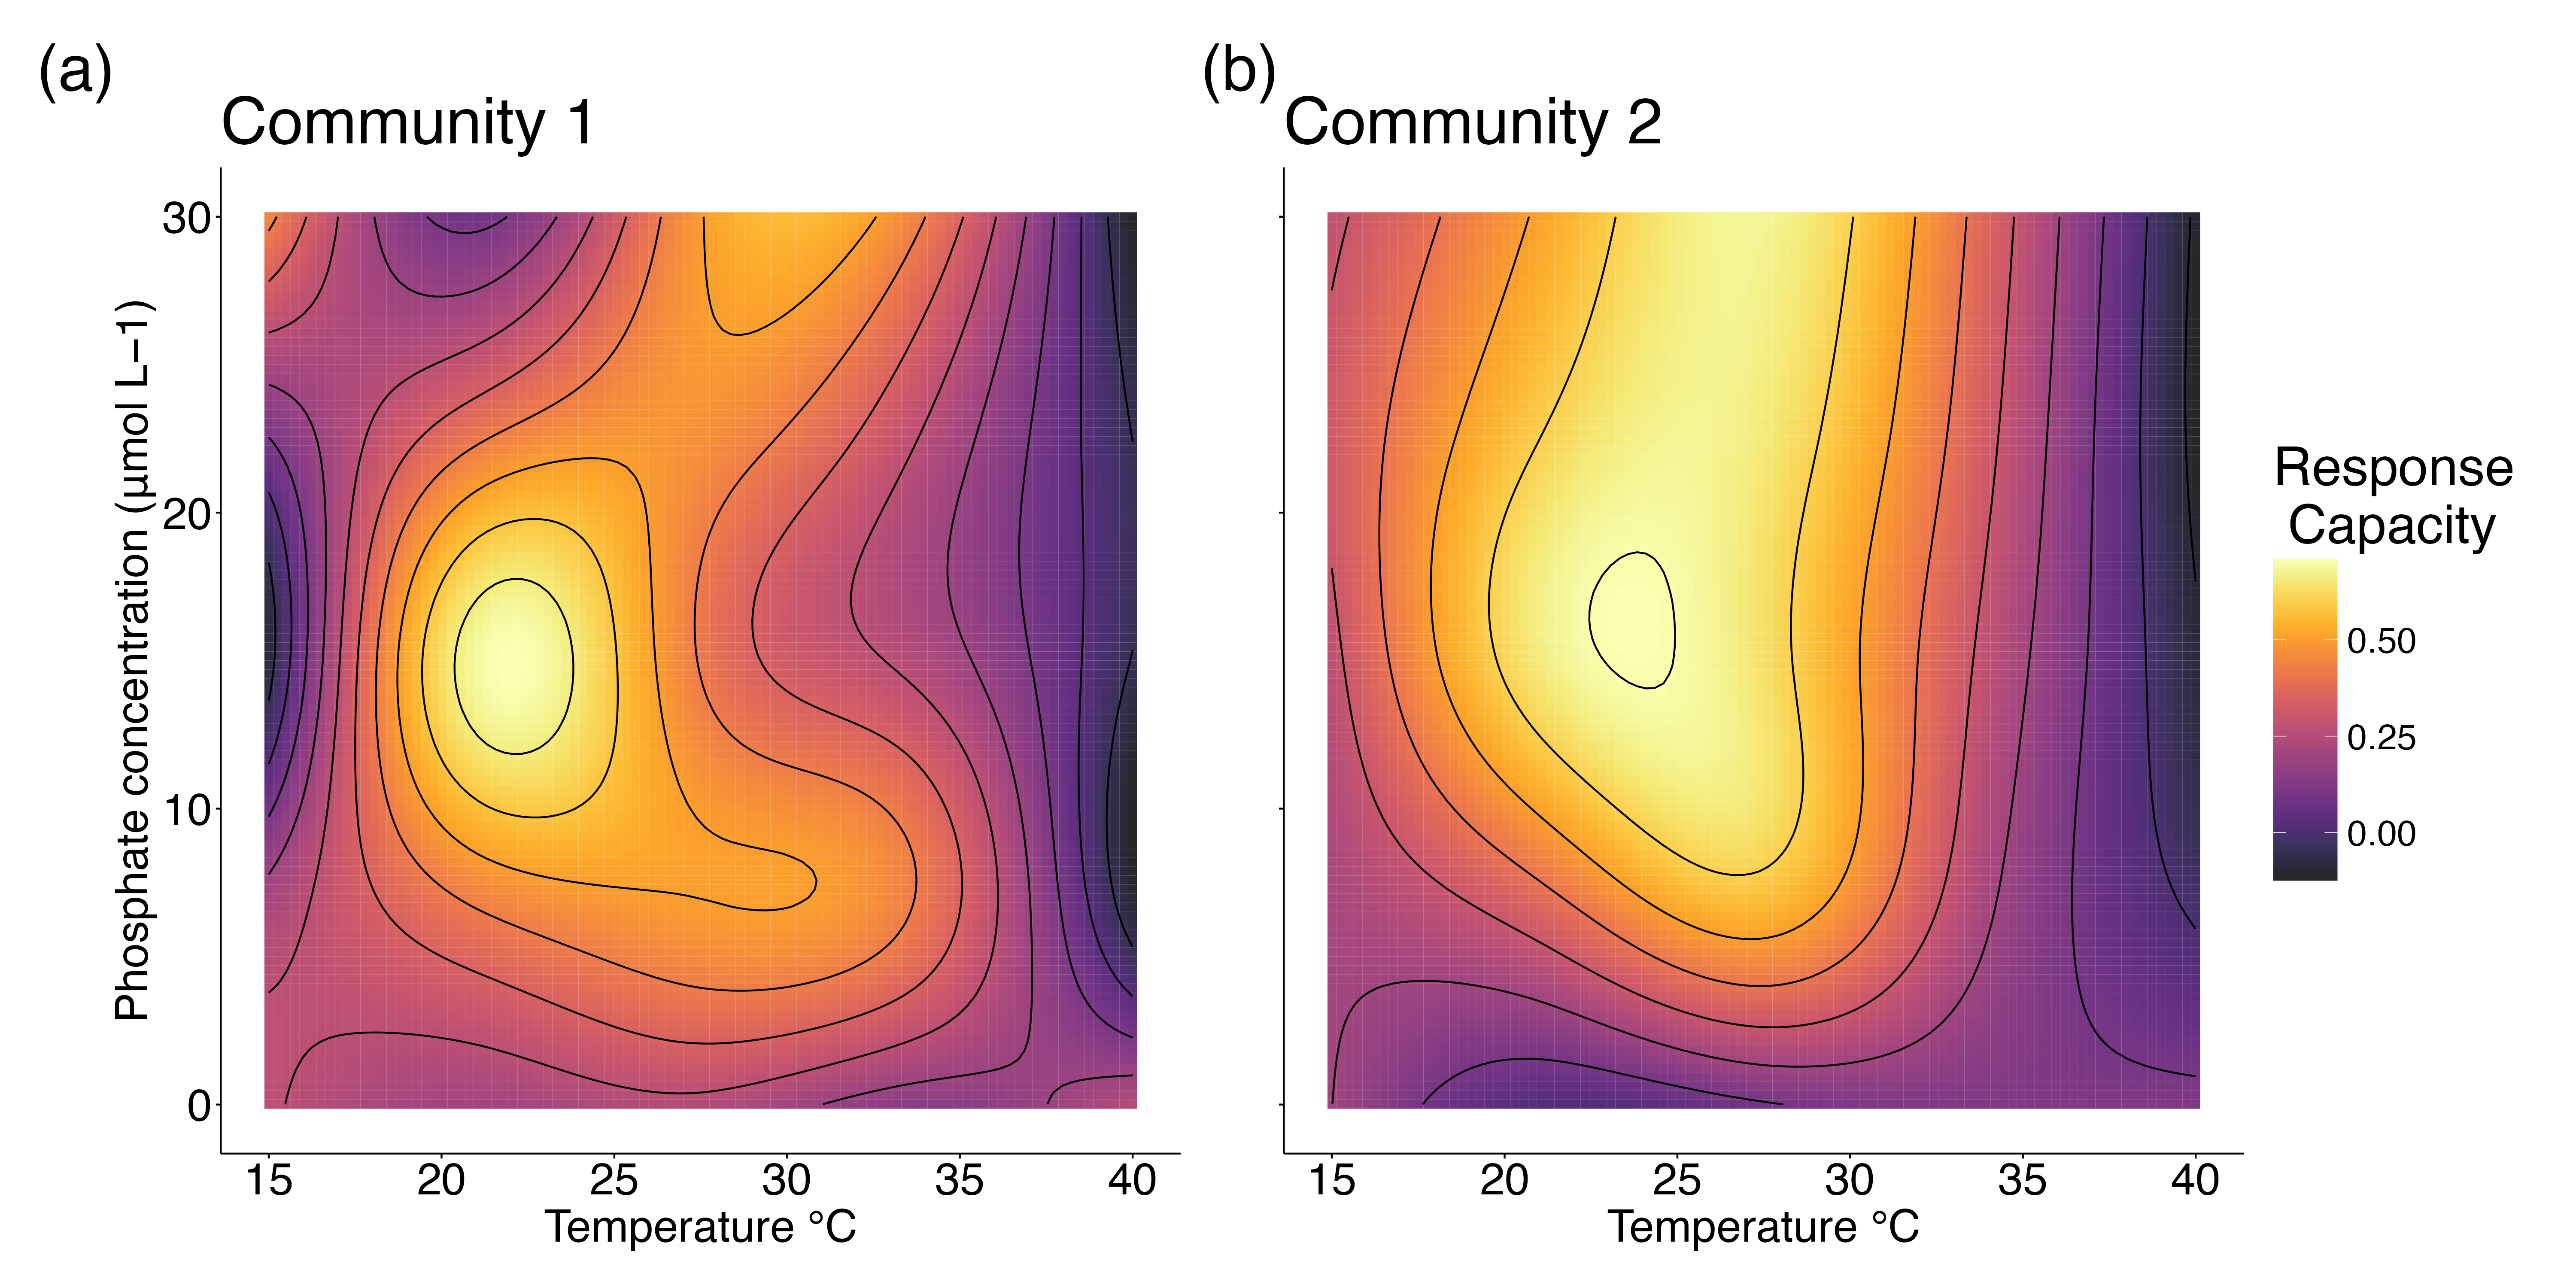 (a)
Community 1
Phosphate concentration (μmol L−1)
30
20
10
0
15 20 25 30 35 40
Temperature °C
(b)
Community 2
15 20 25 30 35 40
Temperature °C
Response
Capacity
0.50
0.25
0.00